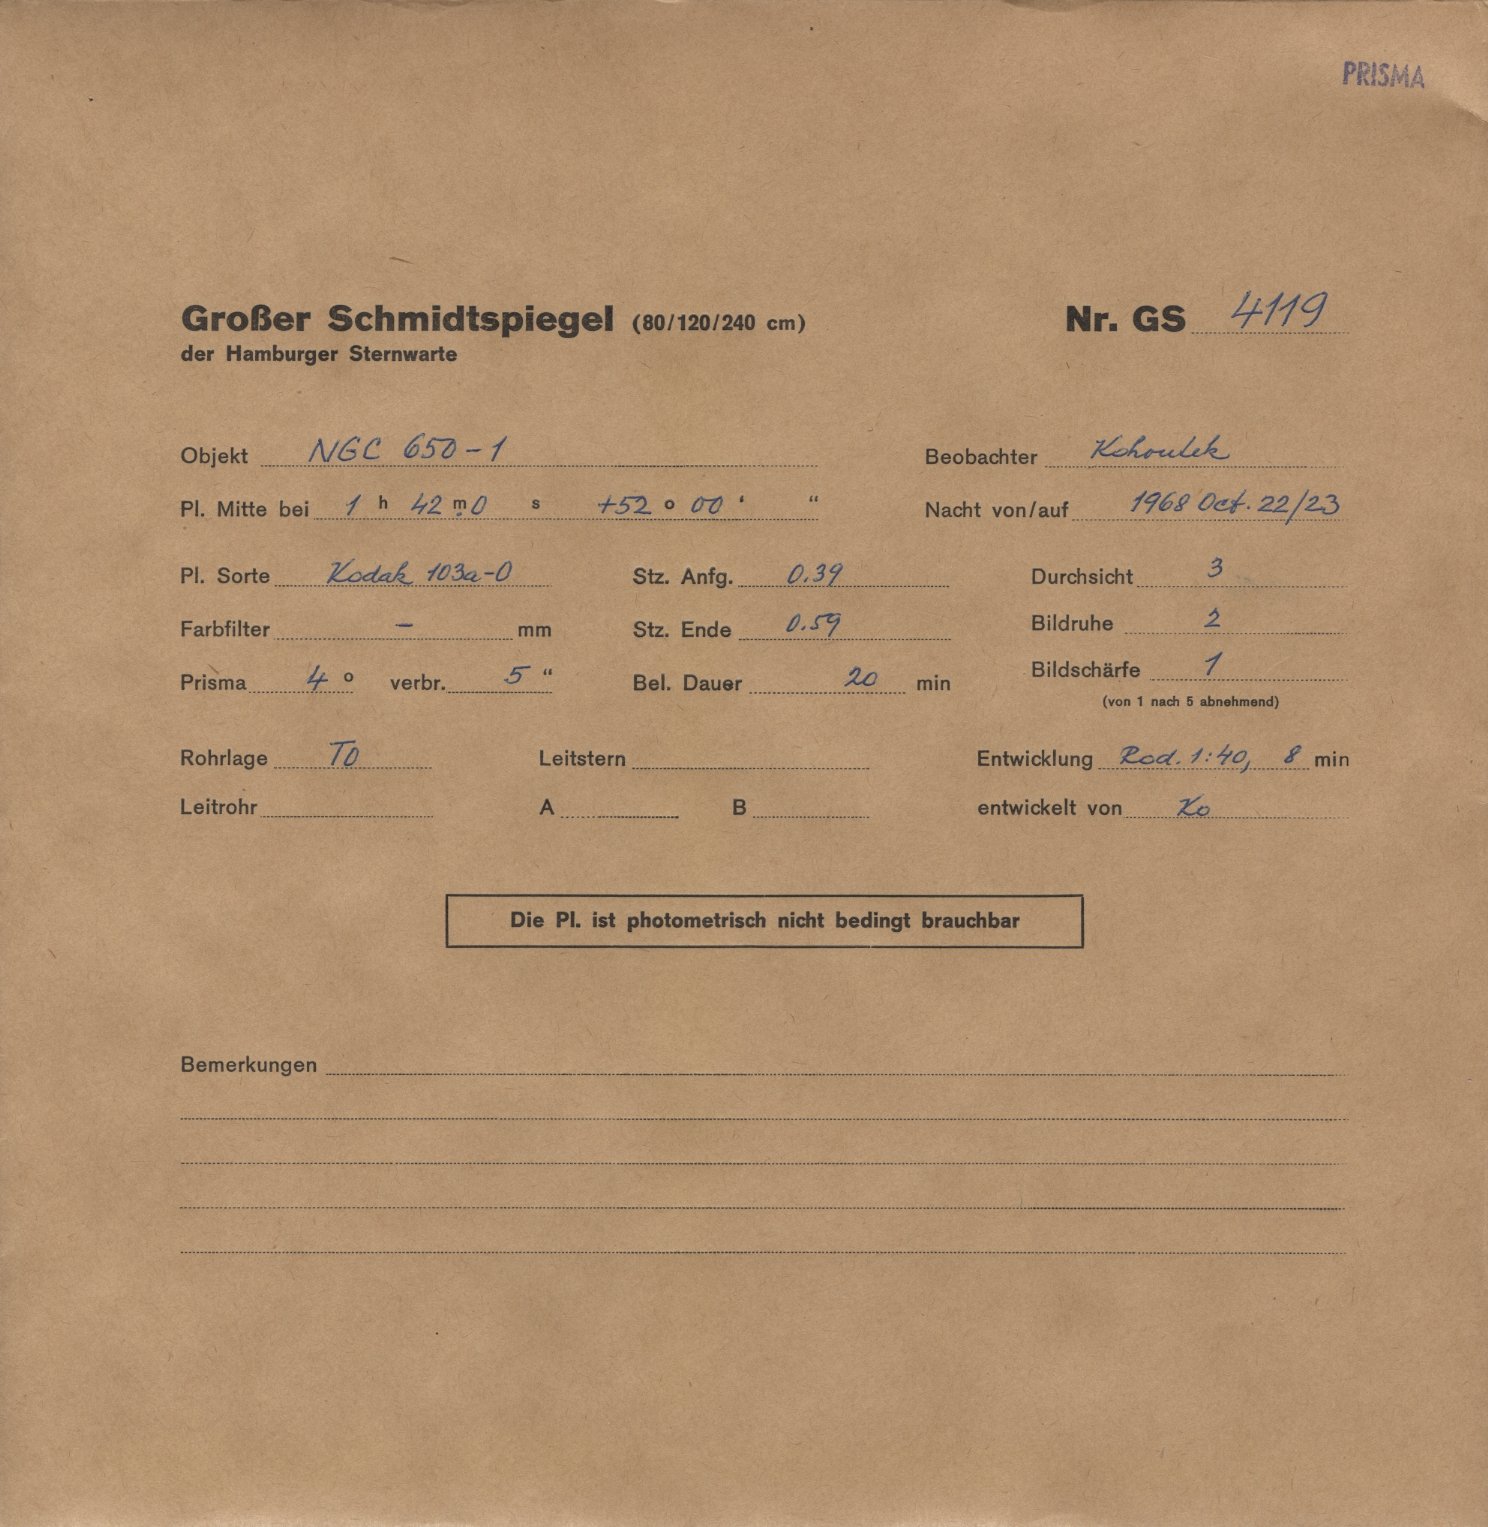 PRISMA
Großer Schmidtspiegel (80/120/240 cm) Nr. GS 4119
der Hamburger Sternwarte
Objekt NGC 650-1 Beobachter Kohoutek
Pl. Mitte bei 1 h 42 m.0 s +52 o 00 ‘ “ Nacht von/auf 1968 Oct. 22/23
Pl. Sorte Kodak 103a-O Stz. Anfg. 0.39 Durchsicht 3
Farbfilter – mm Stz. Ende 0.59 Bildruhe 2
Prisma 4 o verbr. 5 “ Bel. Dauer 20 min Bildschärfe 1
(von 1 nach 5 abnehmend)
Rohrlage TO Leitstern Entwicklung Rod. 1:40, 8 min
Leitrohr A B entwickelt von Ko
Die Pl. ist photometrisch nicht bedingt brauchbar
Bemerkungen